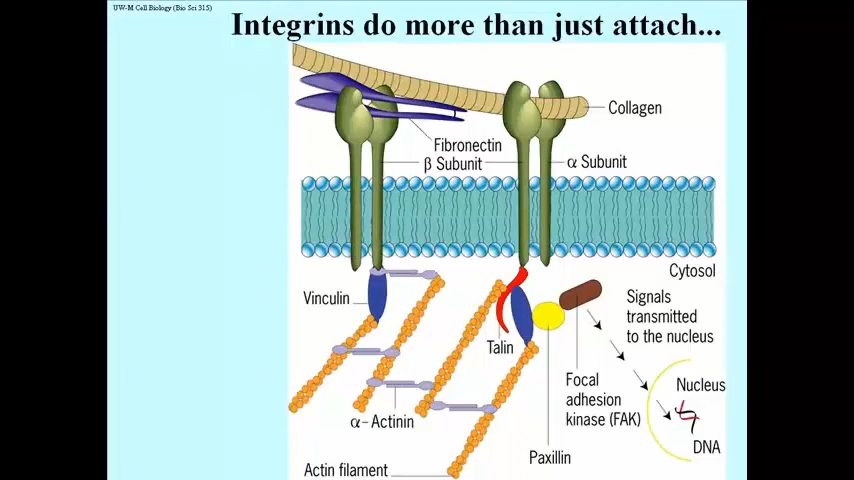 UW-M Cell Biology (Bio Sci 315)
Integrins do more than just attach...
Collagen
Fibronectin
β Subunit
α Subunit
Cytosol
Vinculin
Talin
Signals
transmitted
to the nucleus
Nucleus
Focal
adhesion
kinase (FAK)
α-Actinin
DNA
Paxillin
Actin filament